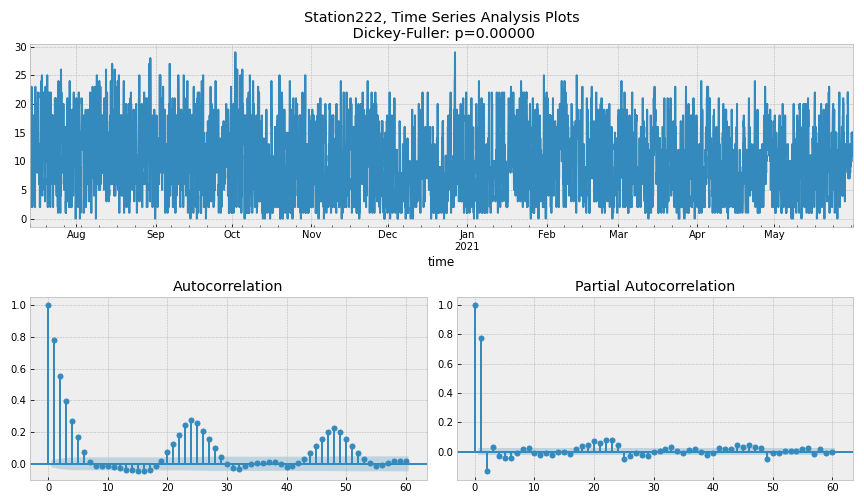 Station222, Time Series Analysis Plots
Dickey-Fuller: p=0.00000
30
25
20
15
10
5
0
Aug Sep Oct Nov Dec Jan Feb Mar Apr May
2021
time
Autocorrelation Partial Autocorrelation
1.0 1.0
0.8 0.8
0.6 0.6
0.4 0.4
0.2 0.2
0.0 0.0
0 10 20 30 40 50 60 0 10 20 30 40 50 60